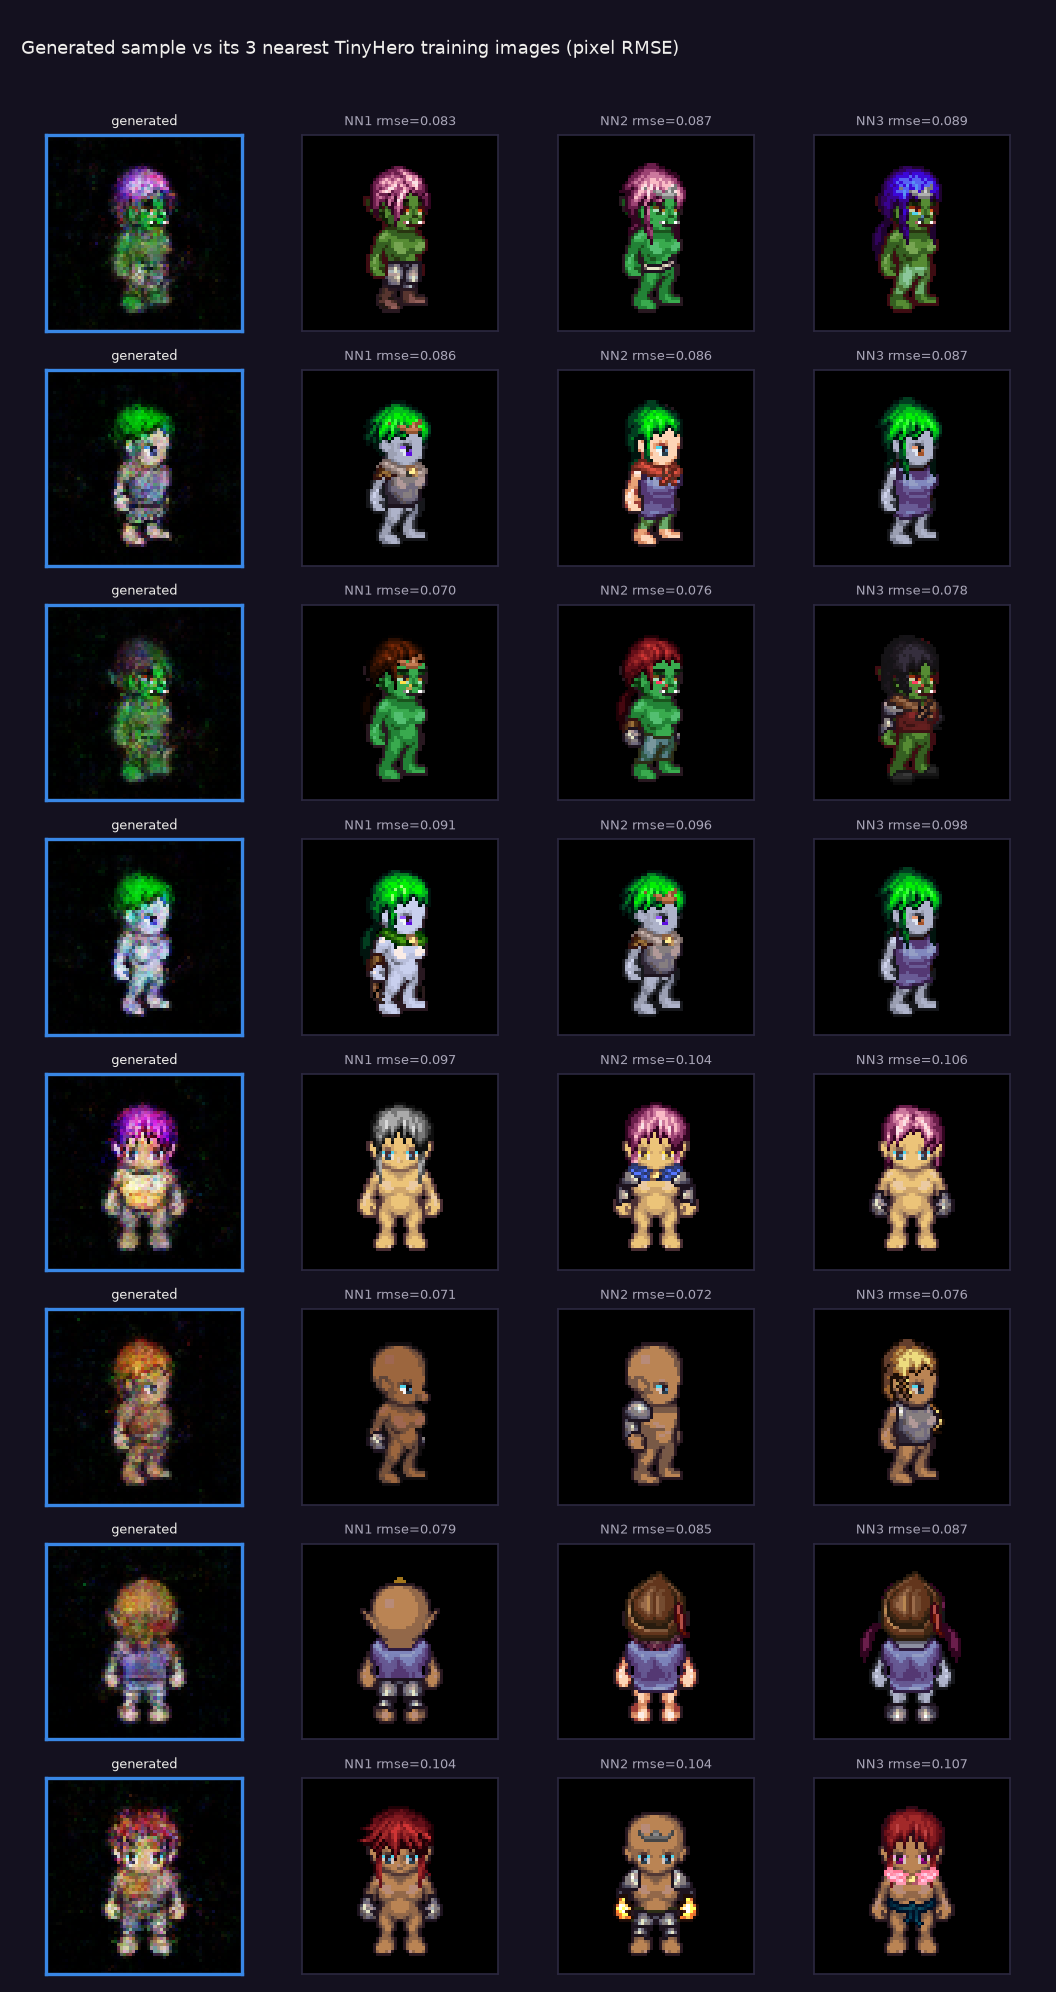 Generated sample vs its 3 nearest TinyHero training images (pixel RMSE)
generated NN1 rmse=0.083 NN2 rmse=0.087 NN3 rmse=0.089
generated NN1 rmse=0.086 NN2 rmse=0.086 NN3 rmse=0.087
generated NN1 rmse=0.070 NN2 rmse=0.076 NN3 rmse=0.078
generated NN1 rmse=0.091 NN2 rmse=0.096 NN3 rmse=0.098
generated NN1 rmse=0.097 NN2 rmse=0.104 NN3 rmse=0.106
generated NN1 rmse=0.071 NN2 rmse=0.072 NN3 rmse=0.076
generated NN1 rmse=0.079 NN2 rmse=0.085 NN3 rmse=0.087
generated NN1 rmse=0.104 NN2 rmse=0.104 NN3 rmse=0.107